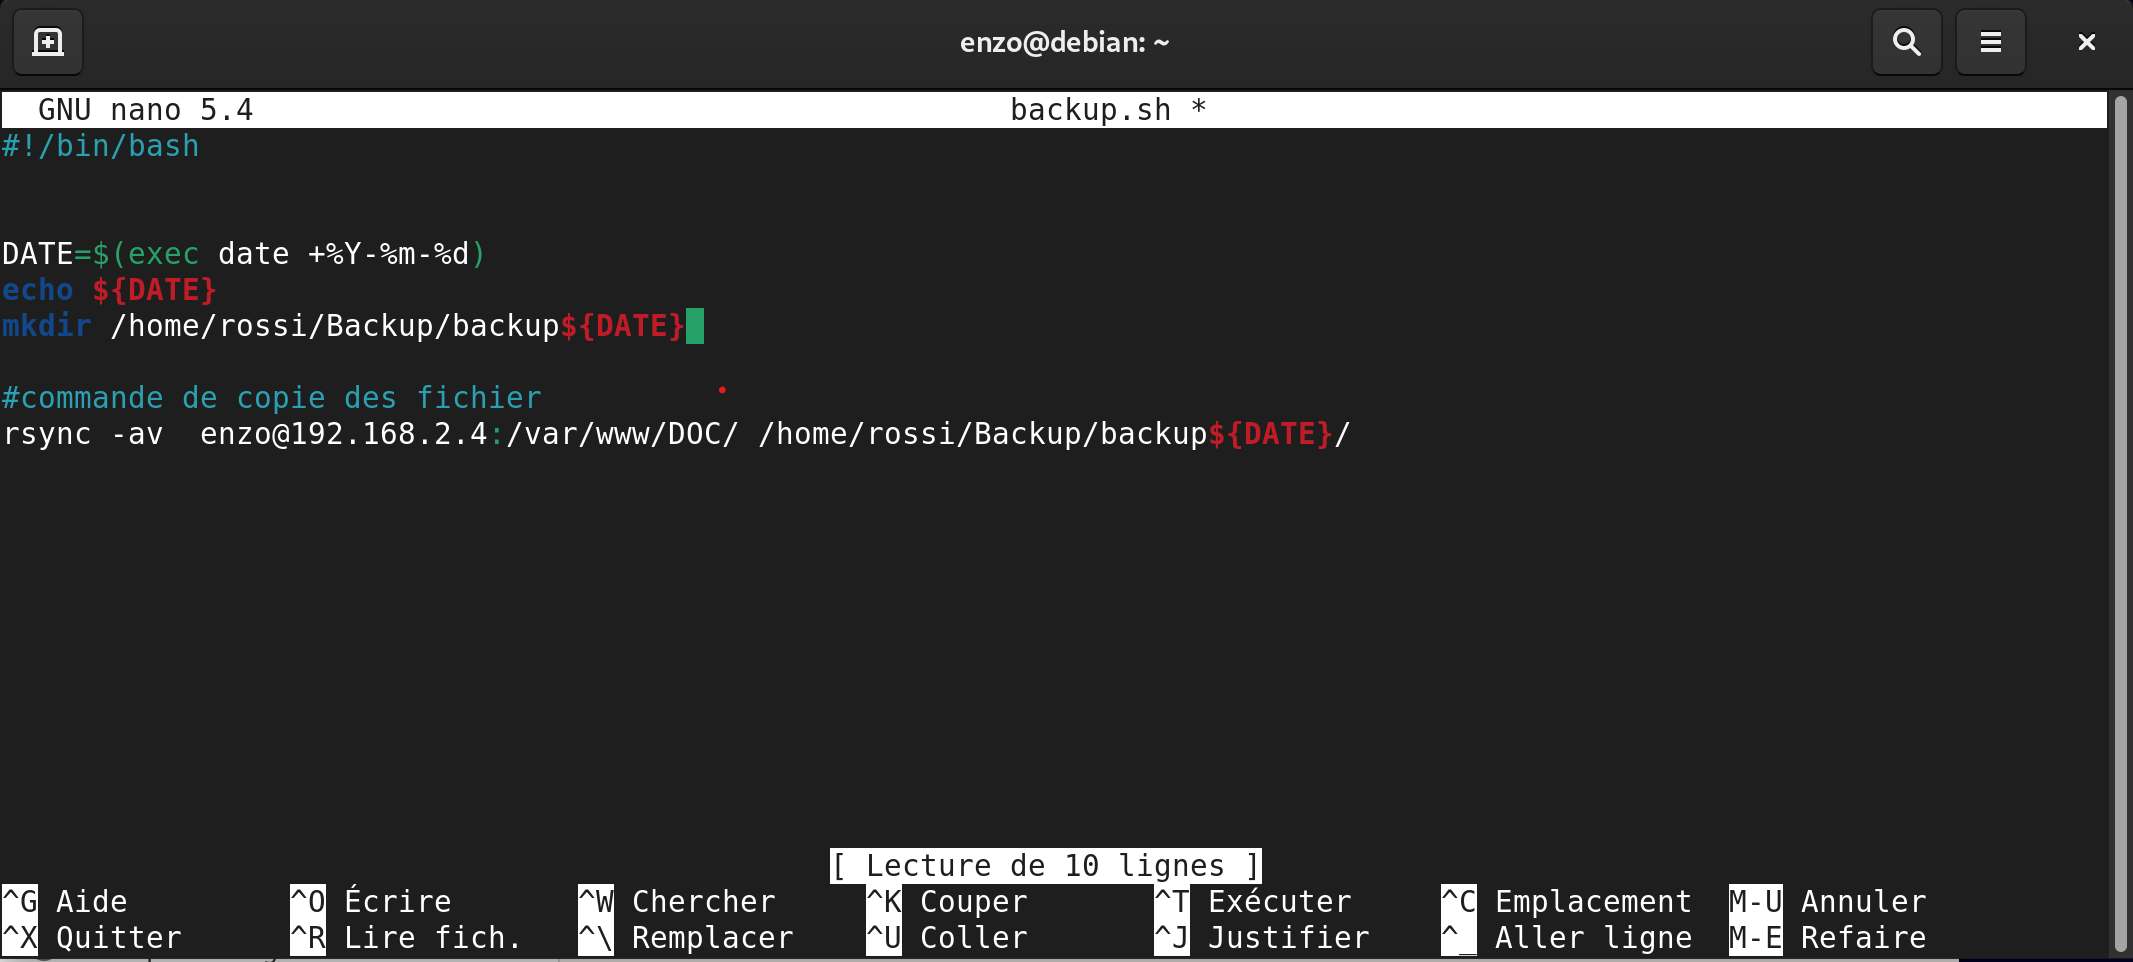 enzo@debian: ~
GNU nano 5.4 backup.sh *
#!/bin/bash
DATE=$(exec date +%Y-%m-%d)
echo ${DATE}
mkdir /home/rossi/Backup/backup${DATE}
#commande de copie des fichier
rsync -av  enzo@192.168.2.4:/var/www/DOC/ /home/rossi/Backup/backup${DATE}/
[ Lecture de 10 lignes ]
^G Aide ^O Écrire ^W Chercher ^K Couper ^T Exécuter ^C Emplacement M-U Annuler
^X Quitter ^R Lire fich. ^\ Remplacer ^U Coller ^J Justifier ^_ Aller ligne M-E Refaire